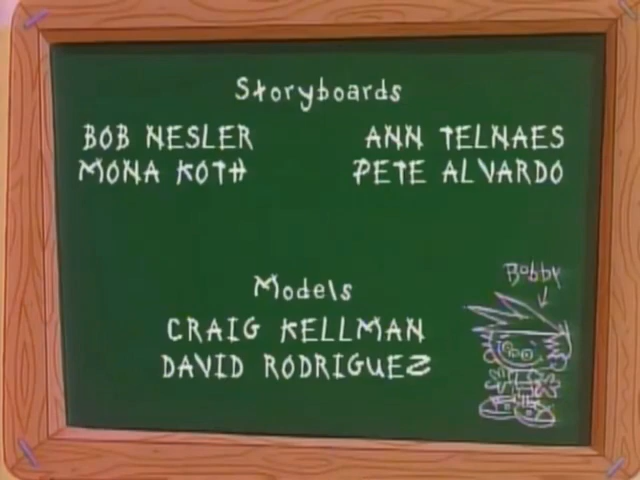 Storyboards
BOB NESLER ANN TELNAES
MONA KOTH PETE ALVARDO
Models
CRAIG KELLMAN
DAVID RODRIGUEZ
Bobby